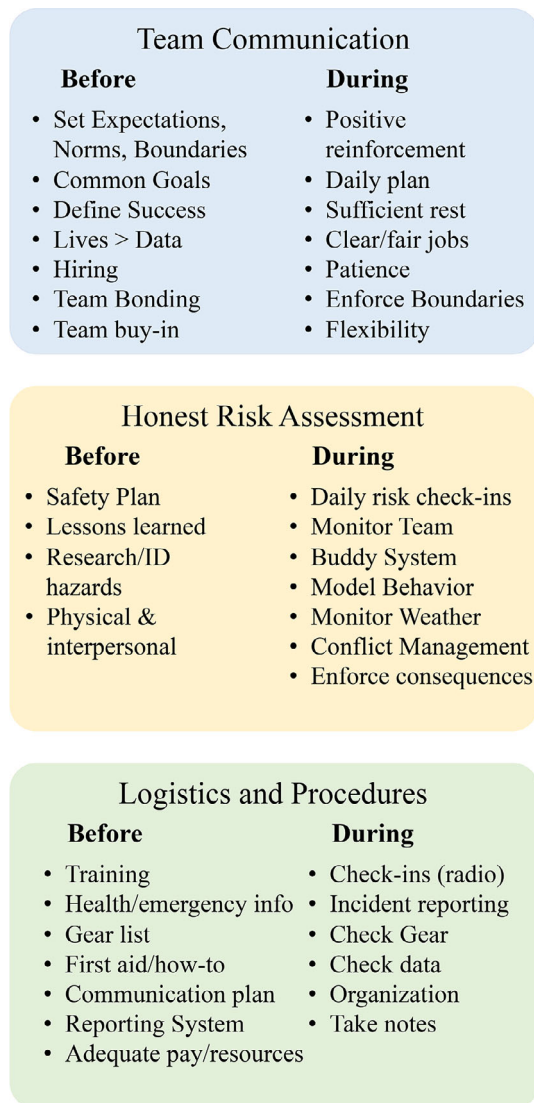 Team Communication
Before
• Set Expectations,
Norms, Boundaries
• Common Goals
• Define Success
• Lives > Data
• Hiring
• Team Bonding
• Team buy-in
During
• Positive
reinforcement
• Daily plan
• Sufficient rest
• Clear/fair jobs
• Patience
• Enforce Boundaries
• Flexibility
Honest Risk Assessment
Before
• Safety Plan
• Lessons learned
• Research/ID
hazards
• Physical &
interpersonal
During
• Daily risk check-ins
• Monitor Team
• Buddy System
• Model Behavior
• Monitor Weather
• Conflict Management
• Enforce consequences
Logistics and Procedures
Before
• Training
• Health/emergency info
• Gear list
• First aid/how-to
• Communication plan
• Reporting System
• Adequate pay/resources
During
• Check-ins (radio)
• Incident reporting
• Check Gear
• Check data
• Organization
• Take notes